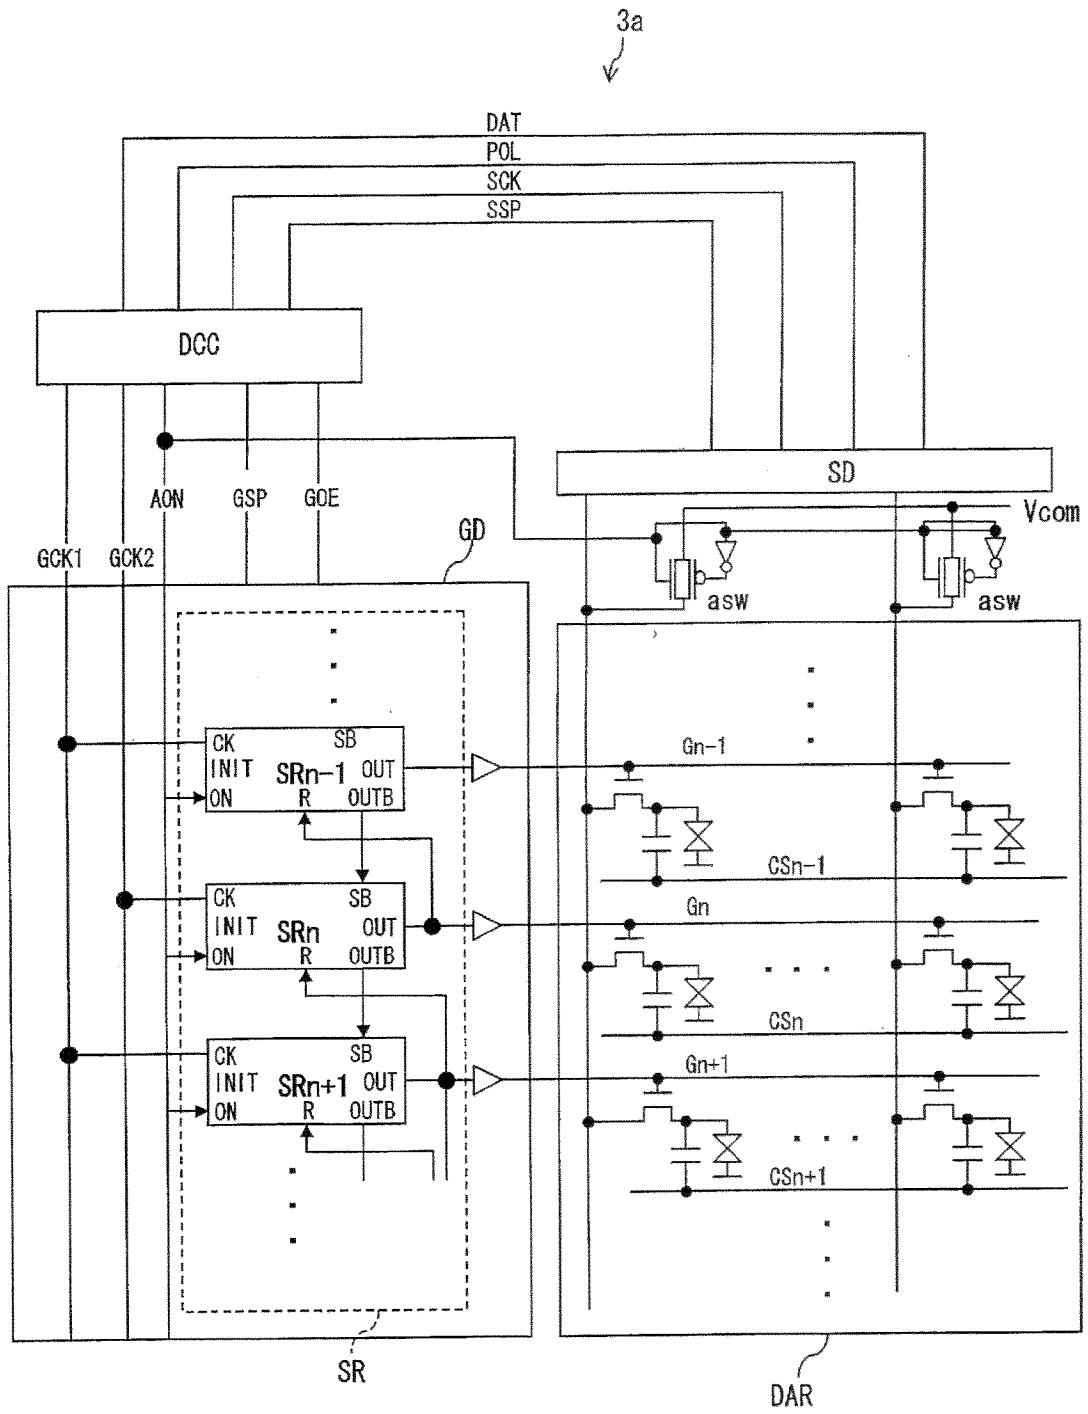 3a
DAT
POL
SCK
SSP
DCC
SD
AON
GSP
GOE
Vcom
GCK1
GCK2
GD
asw
asw
CK
SB
INIT
SRn-1
OUT
ON
R
OUTB
Gn-1
CSn-1
CK
SB
INIT
SRn
OUT
ON
R
OUTB
Gn
CSn
CK
SB
INIT
SRn+1
OUT
ON
R
OUTB
Gn+1
CSn+1
SR
DAR